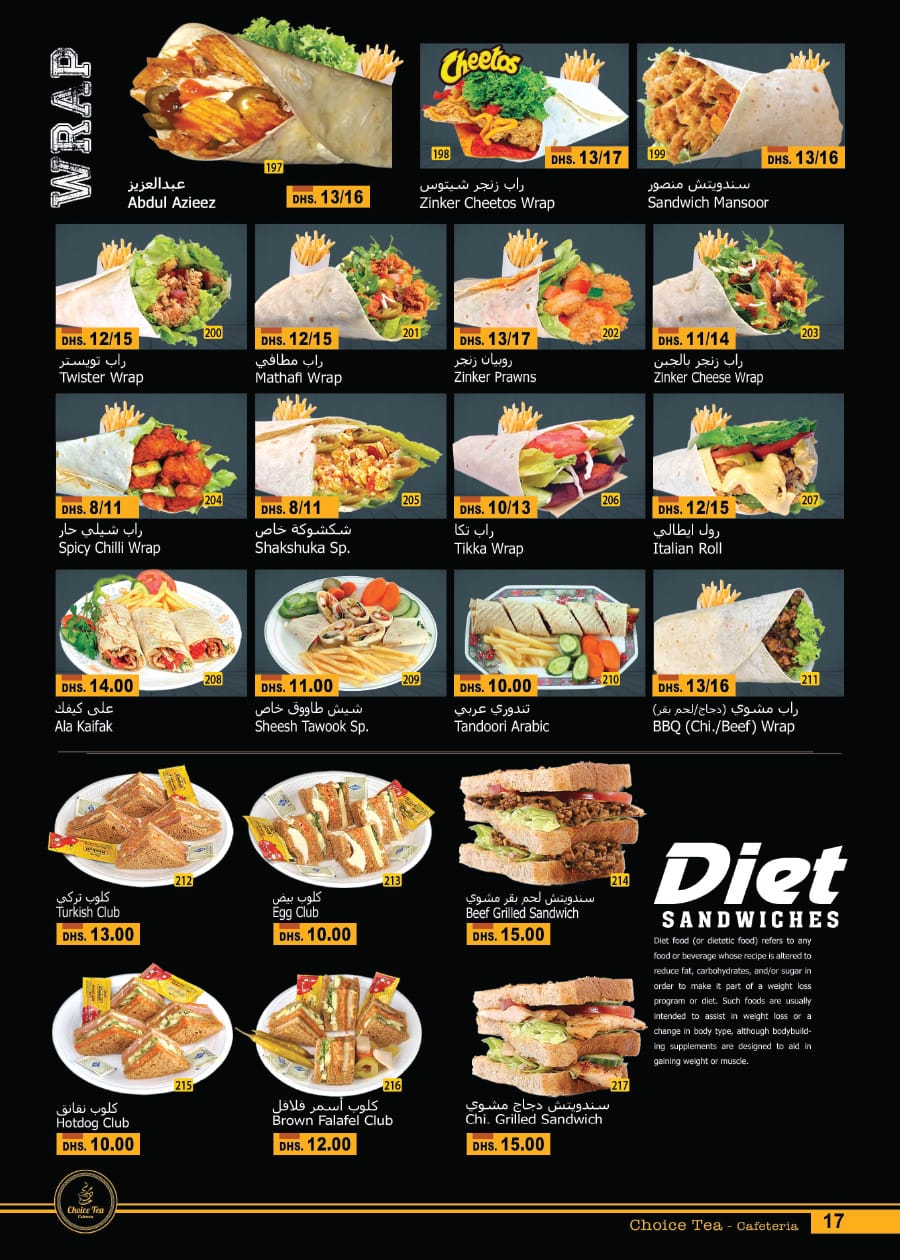 WRAP
197
عبدالعزيز
Abdul Azieez
DHS. 13/16
Cheetos
198
DHS. 13/17
راب زنجر شيتوس
Zinker Cheetos Wrap
199
DHS. 13/16
سندويتش منصور
Sandwich Mansoor
DHS. 12/15
200
راب تويستر
Twister Wrap
DHS. 12/15
201
راب مطافي
Mathafi Wrap
DHS. 13/17
202
روبيان زنجر
Zinker Prawns
DHS. 11/14
203
راب زنجر بالجبن
Zinker Cheese Wrap
DHS. 8/11
204
راب شيلي حار
Spicy Chilli Wrap
DHS. 8/11
205
شكشوكة خاص
Shakshuka Sp.
DHS. 10/13
206
راب تكا
Tikka Wrap
DHS. 12/15
207
رول ايطالي
Italian Roll
DHS. 14.00
208
على كيفك
Ala Kaifak
DHS. 11.00
209
شيش طاووق خاص
Sheesh Tawook Sp.
DHS. 10.00
210
تندوري عربي
Tandoori Arabic
DHS. 13/16
211
راب مشوي (دجاج/لحم بقر)
BBQ (Chi./Beef) Wrap
212
كلوب تركي
Turkish Club
DHS. 13.00
213
كلوب بيض
Egg Club
DHS. 10.00
214
سندويتش لحم بقر مشوي
Beef Grilled Sandwich
DHS. 15.00
Diet
SANDWICHES
Diet food (or dietetic food) refers to any
food or beverage whose recipe is altered to
reduce fat, carbohydrates, and/or sugar in
order to make it part of a weight loss
program or diet. Such foods are usually
intended to assist in weight loss or a
change in body type, although bodybuild-
ing supplements are designed to aid in
gaining weight or muscle.
215
كلوب نقانق
Hotdog Club
DHS. 10.00
216
كلوب أسمر فلافل
Brown Falafel Club
DHS. 12.00
217
سندويتش دجاج مشوي
Chi. Grilled Sandwich
DHS. 15.00
Choice Tea
Cafeteria
Choice Tea - Cafeteria
17